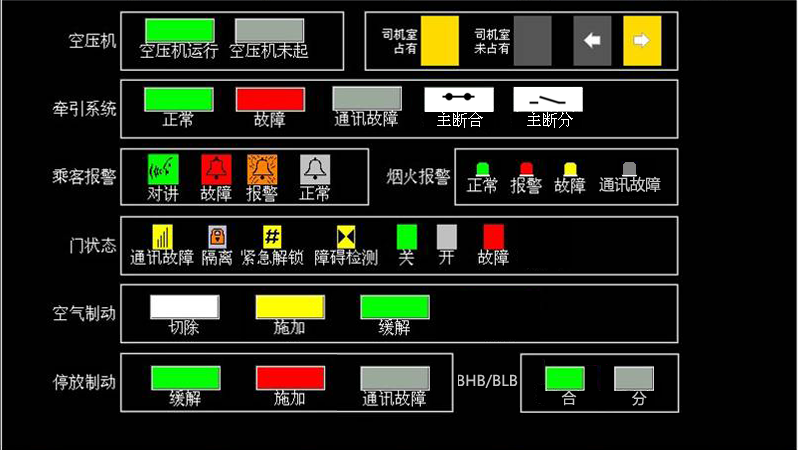 空压机
空压机运行 空压机未起
司机室
占有
司机室
未占有
牵引系统
正常 故障 通讯故障 主断合 主断分
乘客报警
对讲 故障 报警 正常
烟火报警
正常 报警 故障 通讯故障
门状态
#
通讯故障 隔离 紧急解锁 障碍检测 关 开 故障
空气制动
切除 施加 缓解
停放制动
缓解 施加 通讯故障
BHB/BLB
合 分